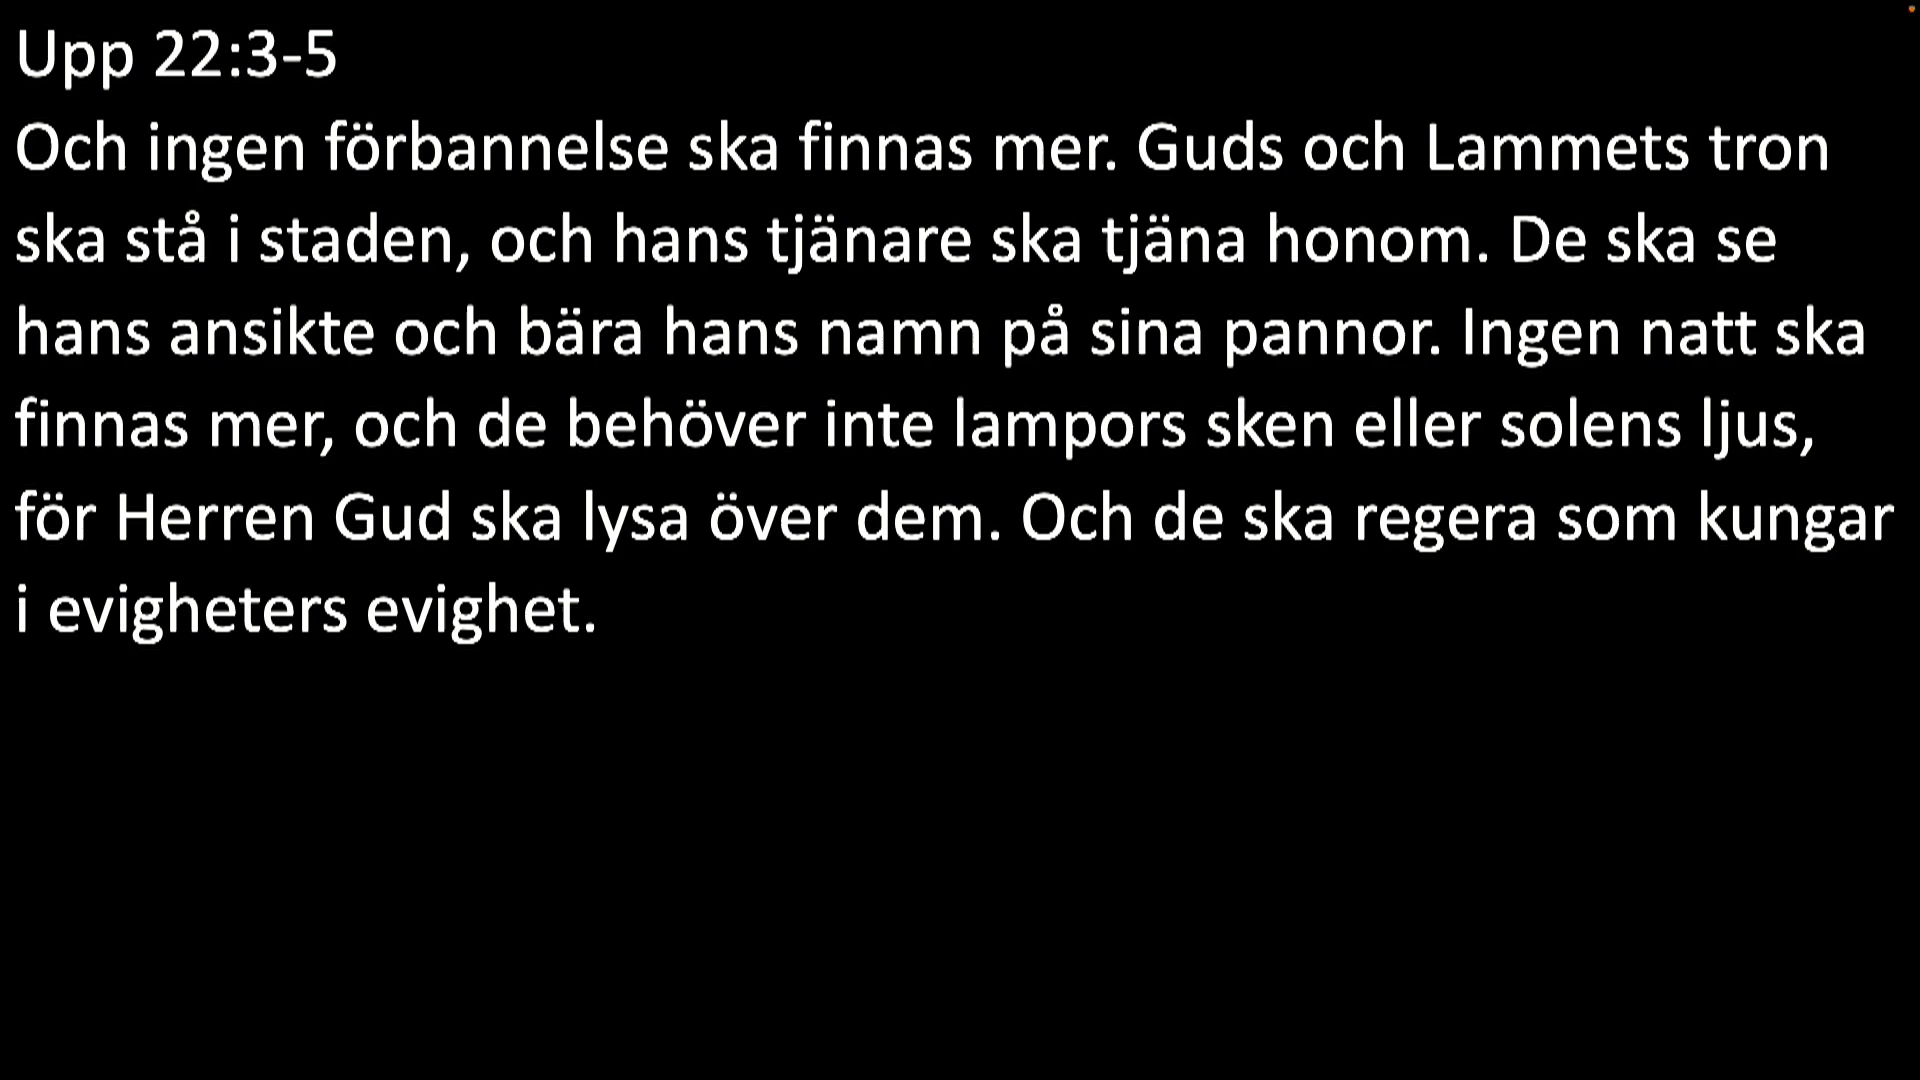 Upp 22:3-5
Och ingen förbannelse ska finnas mer. Guds och Lammets tron
ska stå i staden, och hans tjänare ska tjäna honom. De ska se
hans ansikte och bära hans namn på sina pannor. Ingen natt ska
finnas mer, och de behöver inte lampors sken eller solens ljus,
för Herren Gud ska lysa över dem. Och de ska regera som kungar
i evigheters evighet.